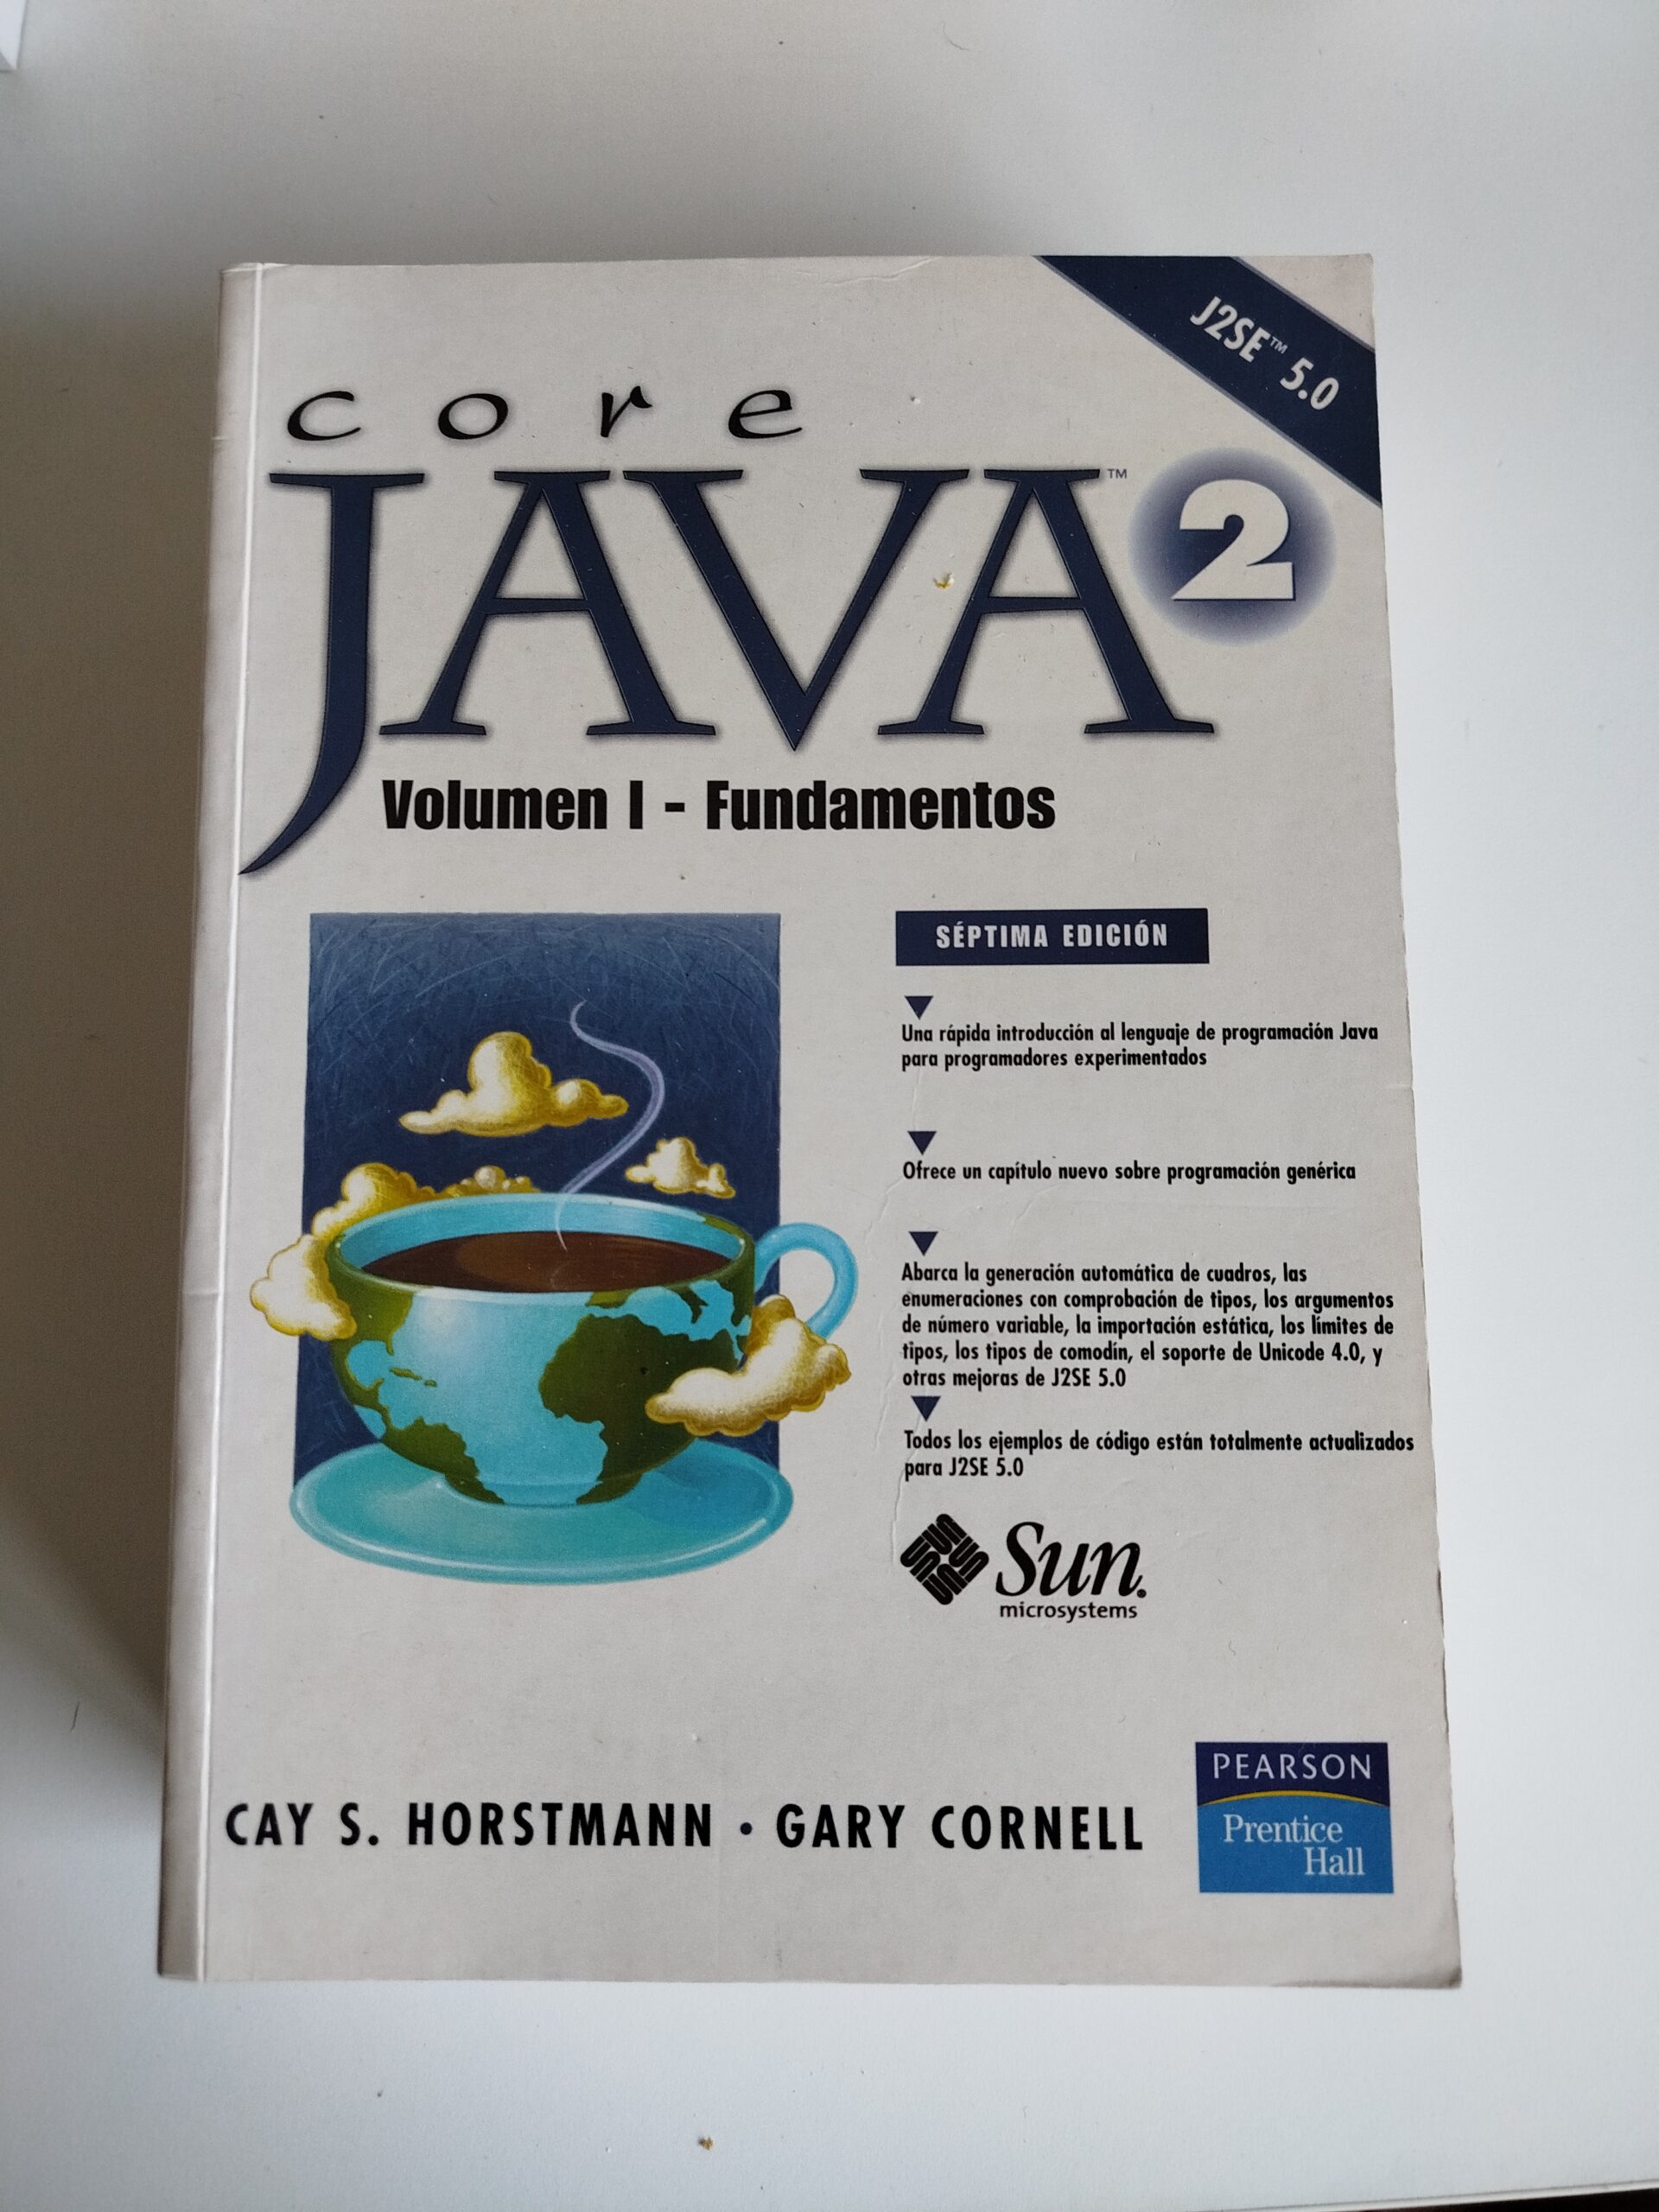 J2SE™ 5.0
core
JAVA™ 2
Volumen I - Fundamentos
SÉPTIMA EDICIÓN
Una rápida introducción al lenguaje de programación Java
para programadores experimentados
Ofrece un capítulo nuevo sobre programación genérica
Abarca la generación automática de cuadros, las
enumeraciones con comprobación de tipos, los argumentos
de número variable, la importación estática, los límites de
tipos, los tipos de comodín, el soporte de Unicode 4.0, y
otras mejoras de J2SE 5.0
Todos los ejemplos de código están totalmente actualizados
para J2SE 5.0
Sun
microsystems
CAY S. HORSTMANN • GARY CORNELL
PEARSON
Prentice
Hall